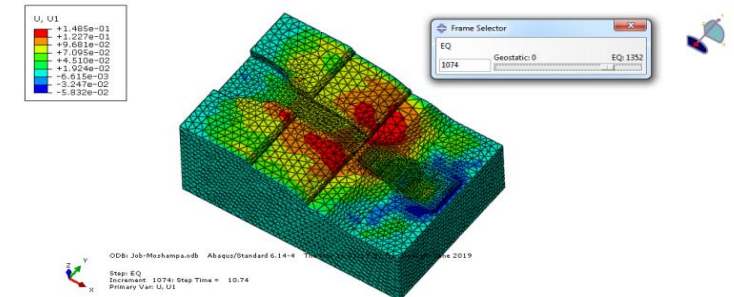 U, U1
+1.485e-01
+1.227e-01
+9.681e-02
+7.095e-02
+4.510e-02
+1.924e-02
-6.615e-03
-3.247e-02
-5.832e-02
Frame Selector
EQ
Geostatic: 0 EQ: 1352
1074
ODB: Job-Moshampa.odb Abaqus/Standard 6.14-4 2019
Step: EQ
Increment 1074: Step Time = 10.74
Primary Var: U, U1
Z Y
X